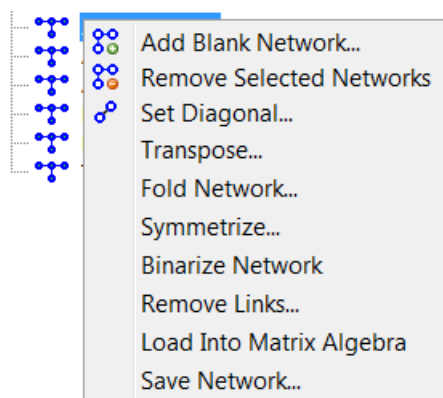 Add Blank Network...
Remove Selected Networks
Set Diagonal...
Transpose...
Fold Network...
Symmetrize...
Binarize Network
Remove Links...
Load Into Matrix Algebra
Save Network...